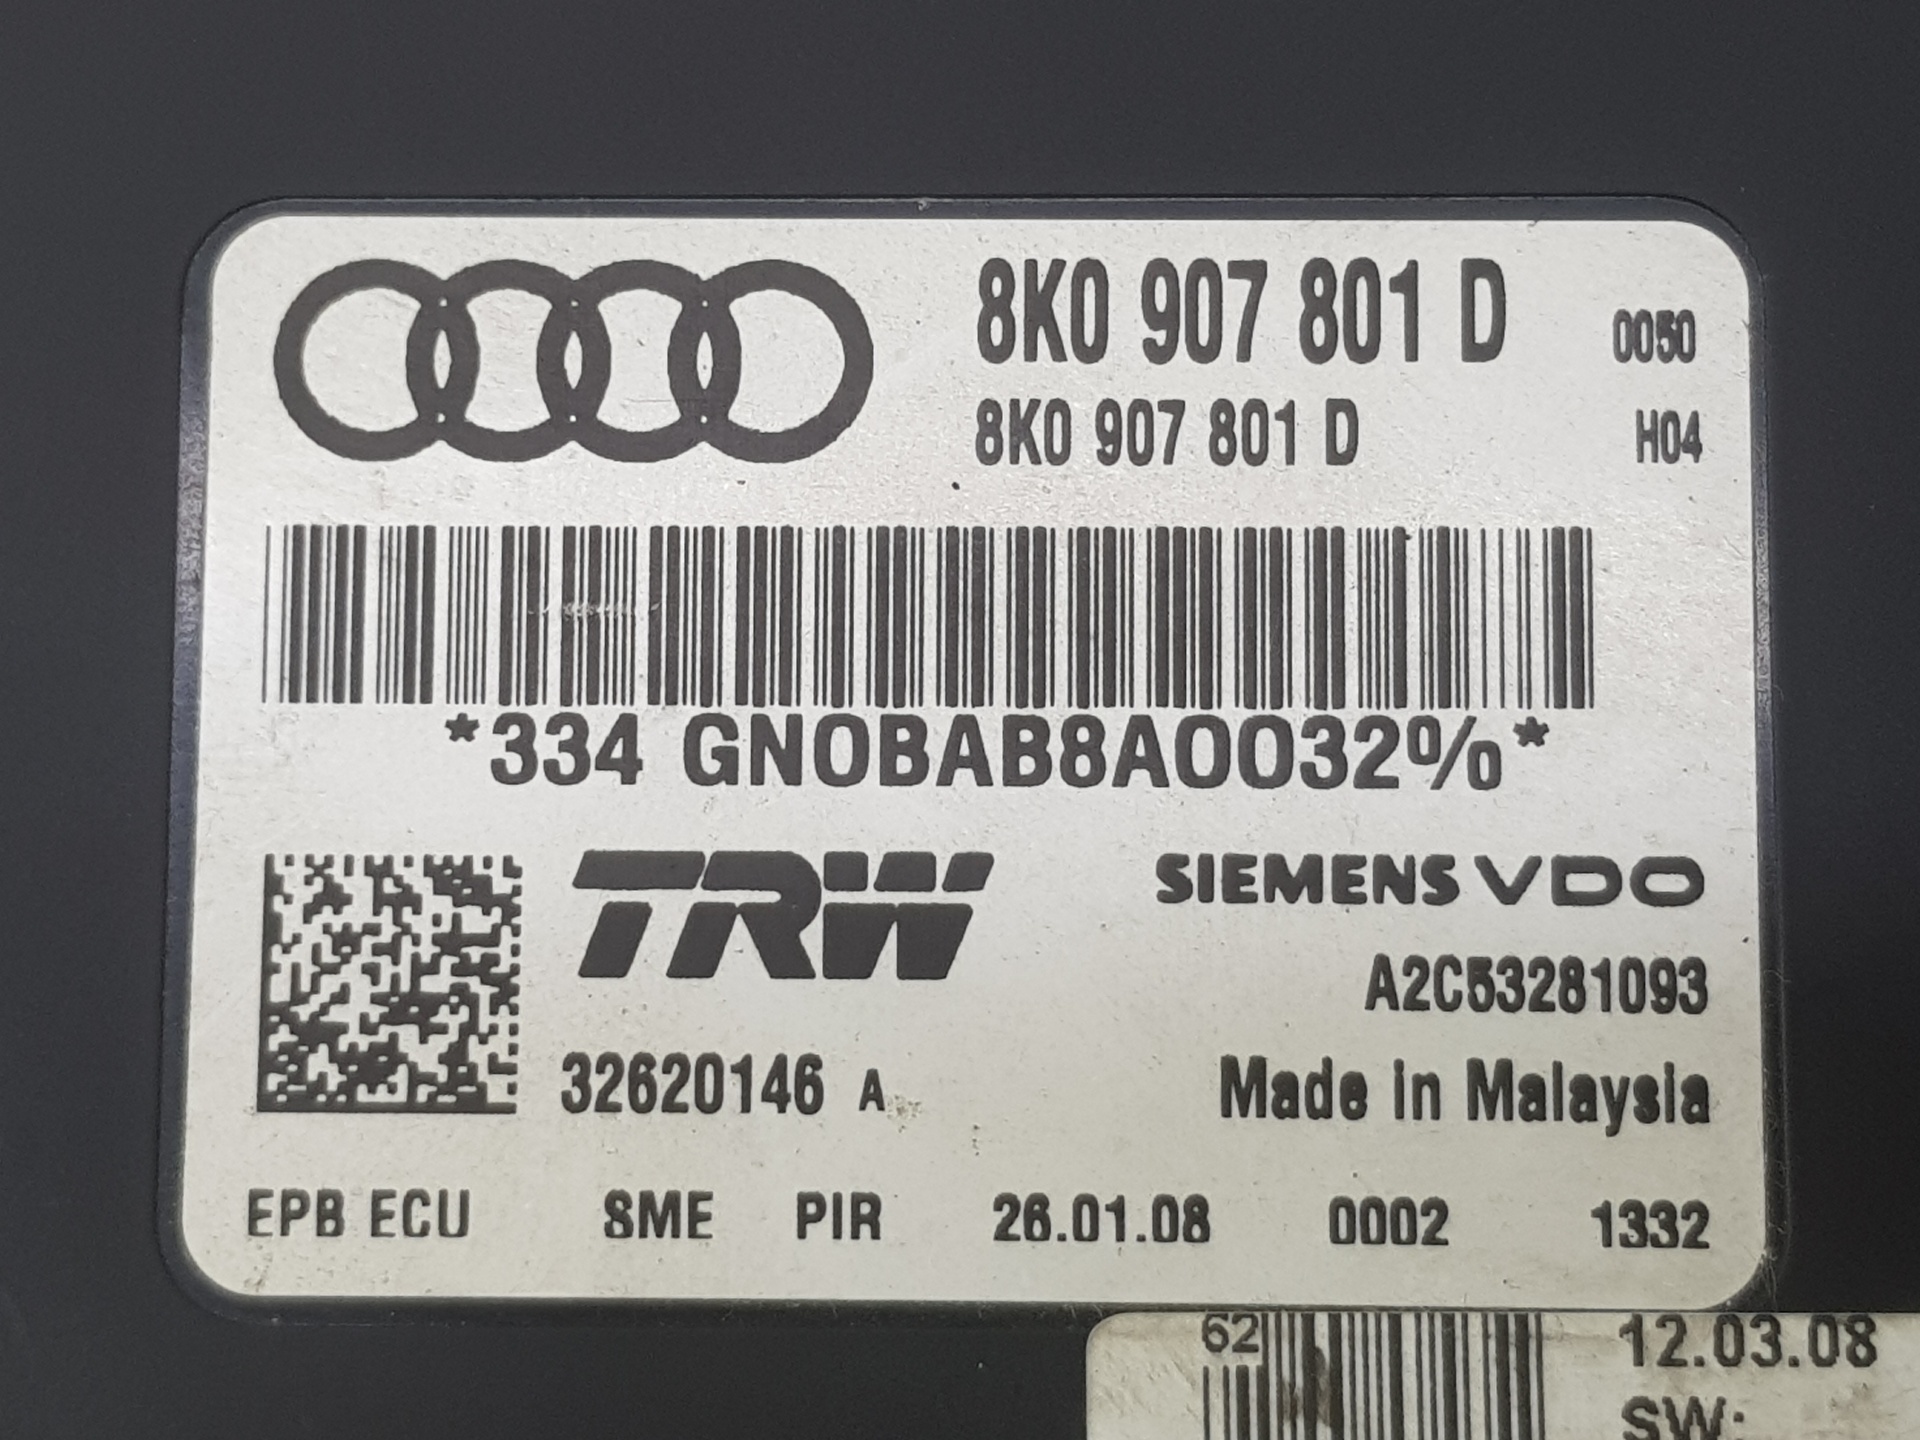 8K0 907 801 D 0050
8K0 907 801 D H04
*334 GN0BAB8A0032%*
TRW SIEMENS VDO
A2C53281093
32620146 A Made in Malaysia
EPB ECU SME PIR 26.01.08 0002 1332
62 12.03.08
SW: